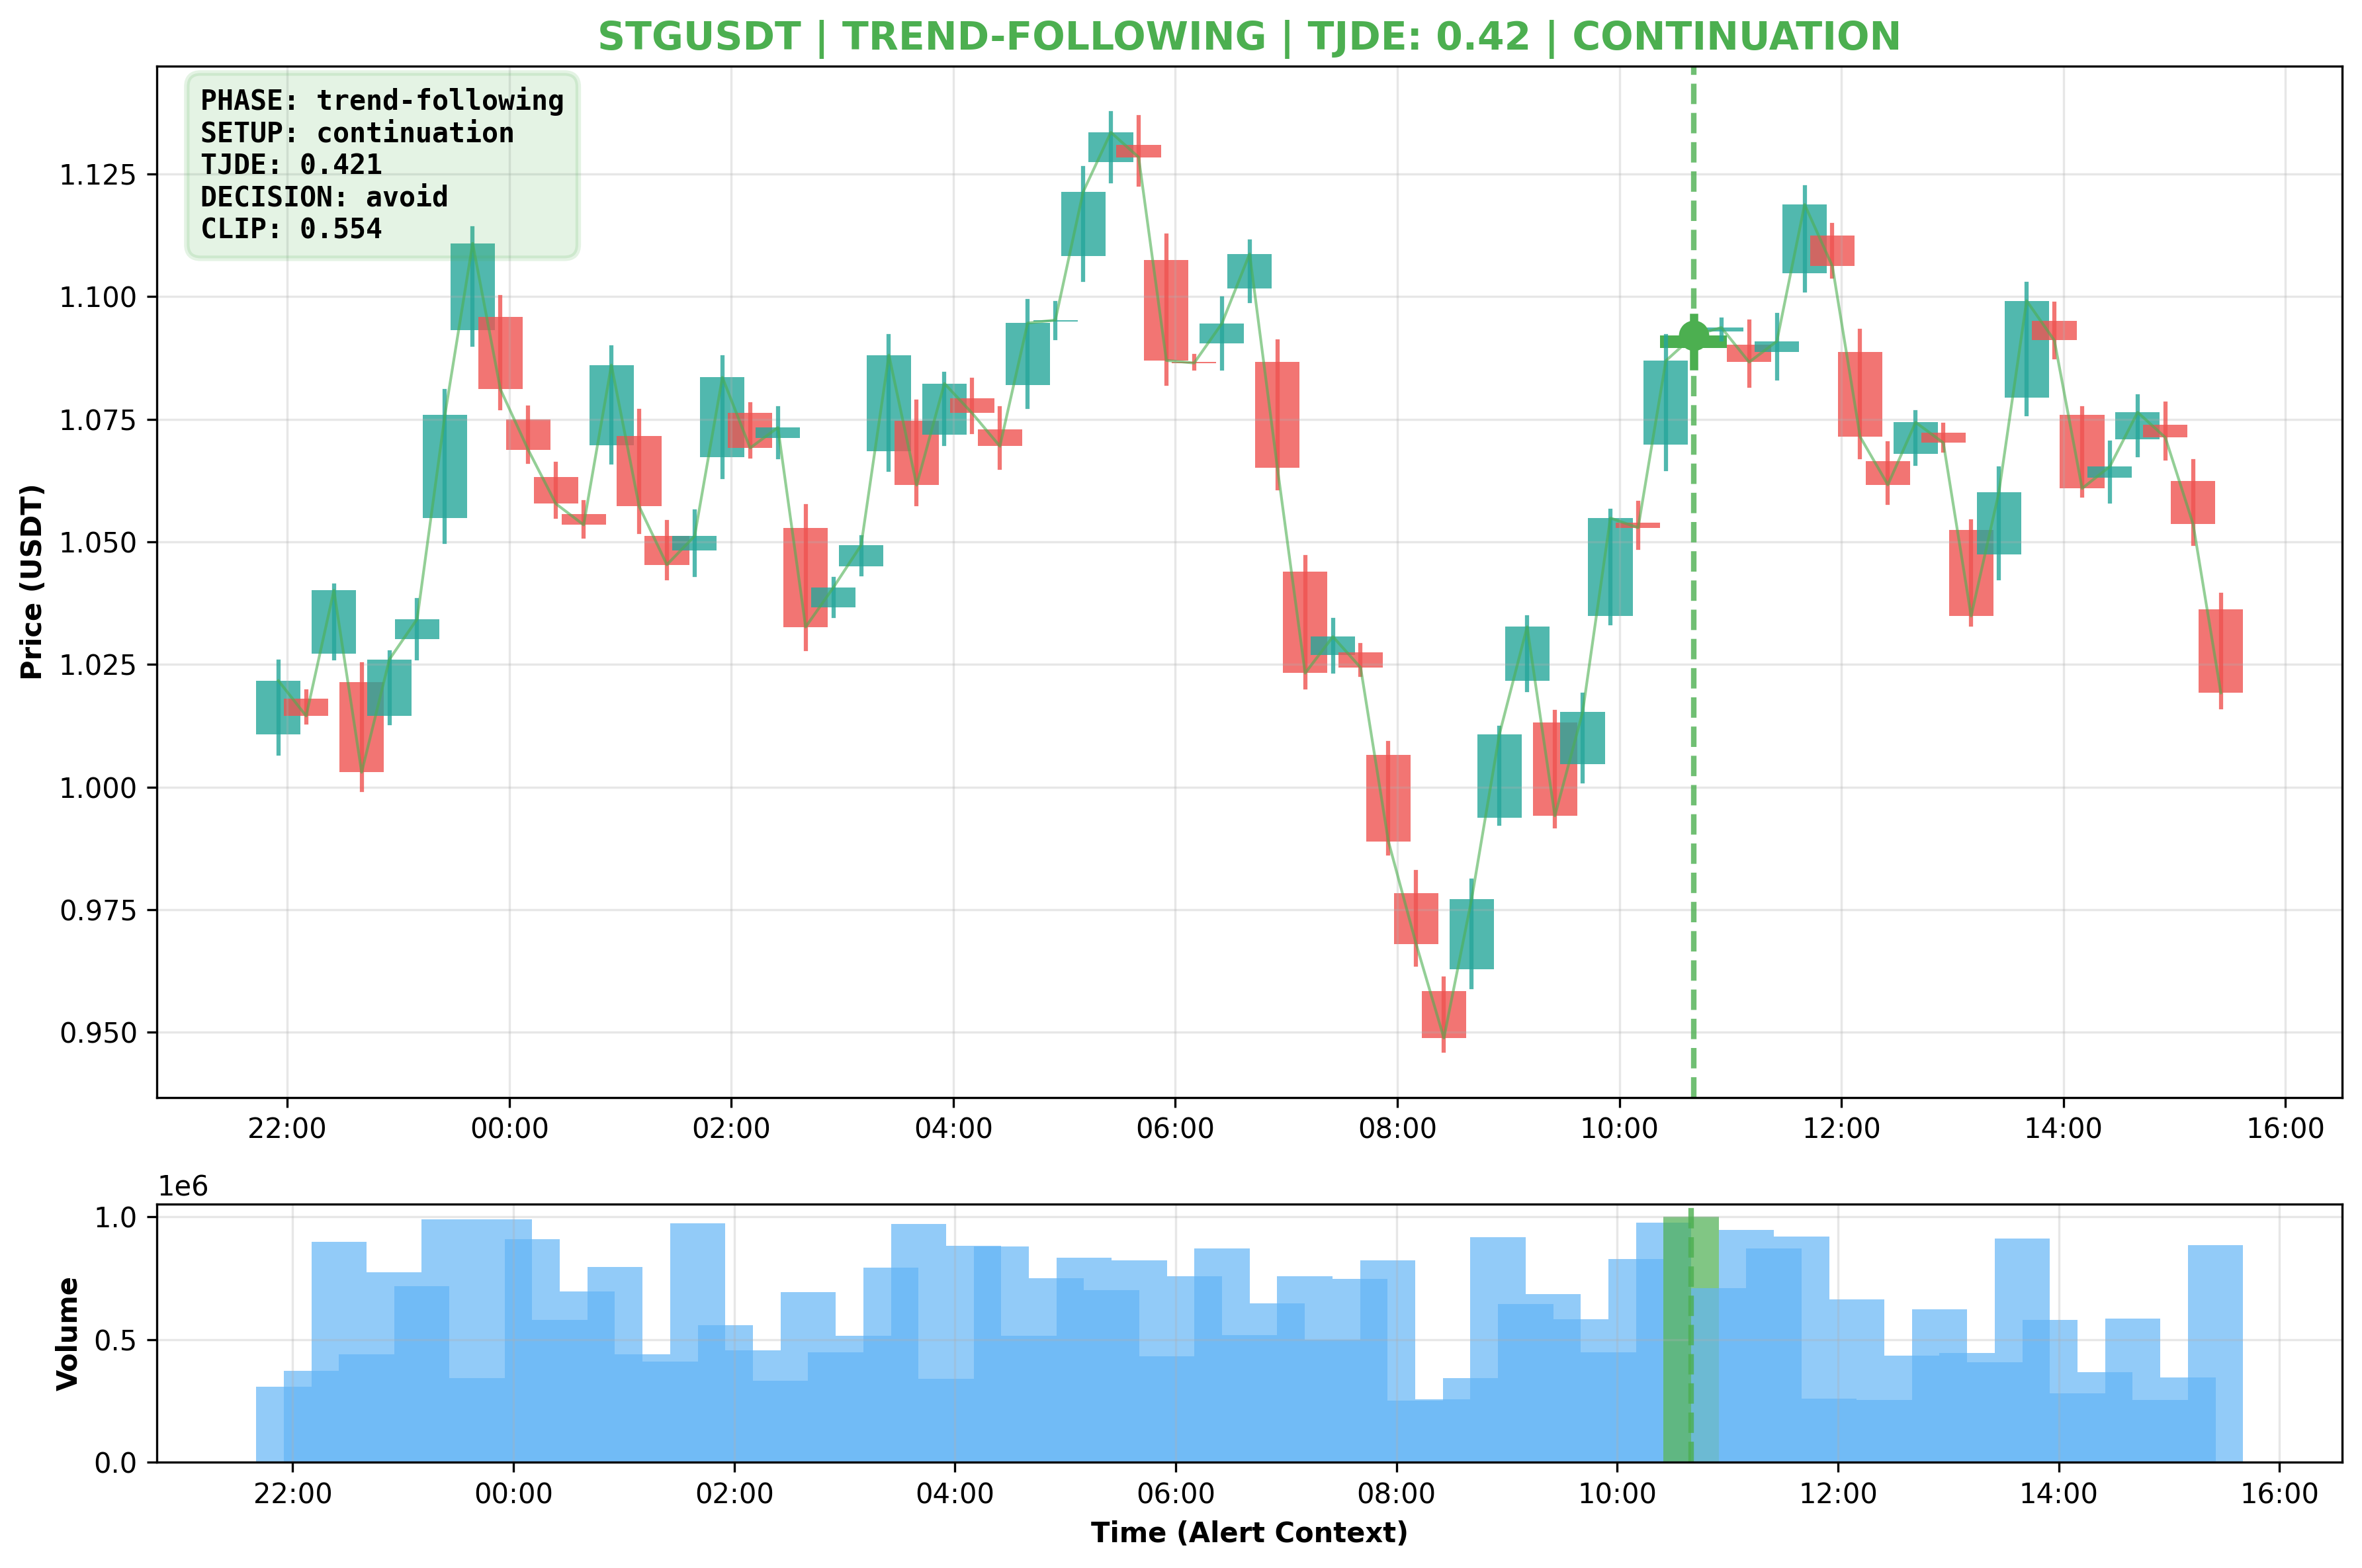 STGUSDT | TREND-FOLLOWING | TJDE: 0.42 | CONTINUATION
PHASE: trend-following
SETUP: continuation
TJDE: 0.421
DECISION: avoid
CLIP: 0.554
Price (USDT)
1.125
1.100
1.075
1.050
1.025
1.000
0.975
0.950
22:00 00:00 02:00 04:00 06:00 08:00 10:00 12:00 14:00 16:00
1e6
Volume
1.0
0.5
0.0
22:00 00:00 02:00 04:00 06:00 08:00 10:00 12:00 14:00 16:00
Time (Alert Context)